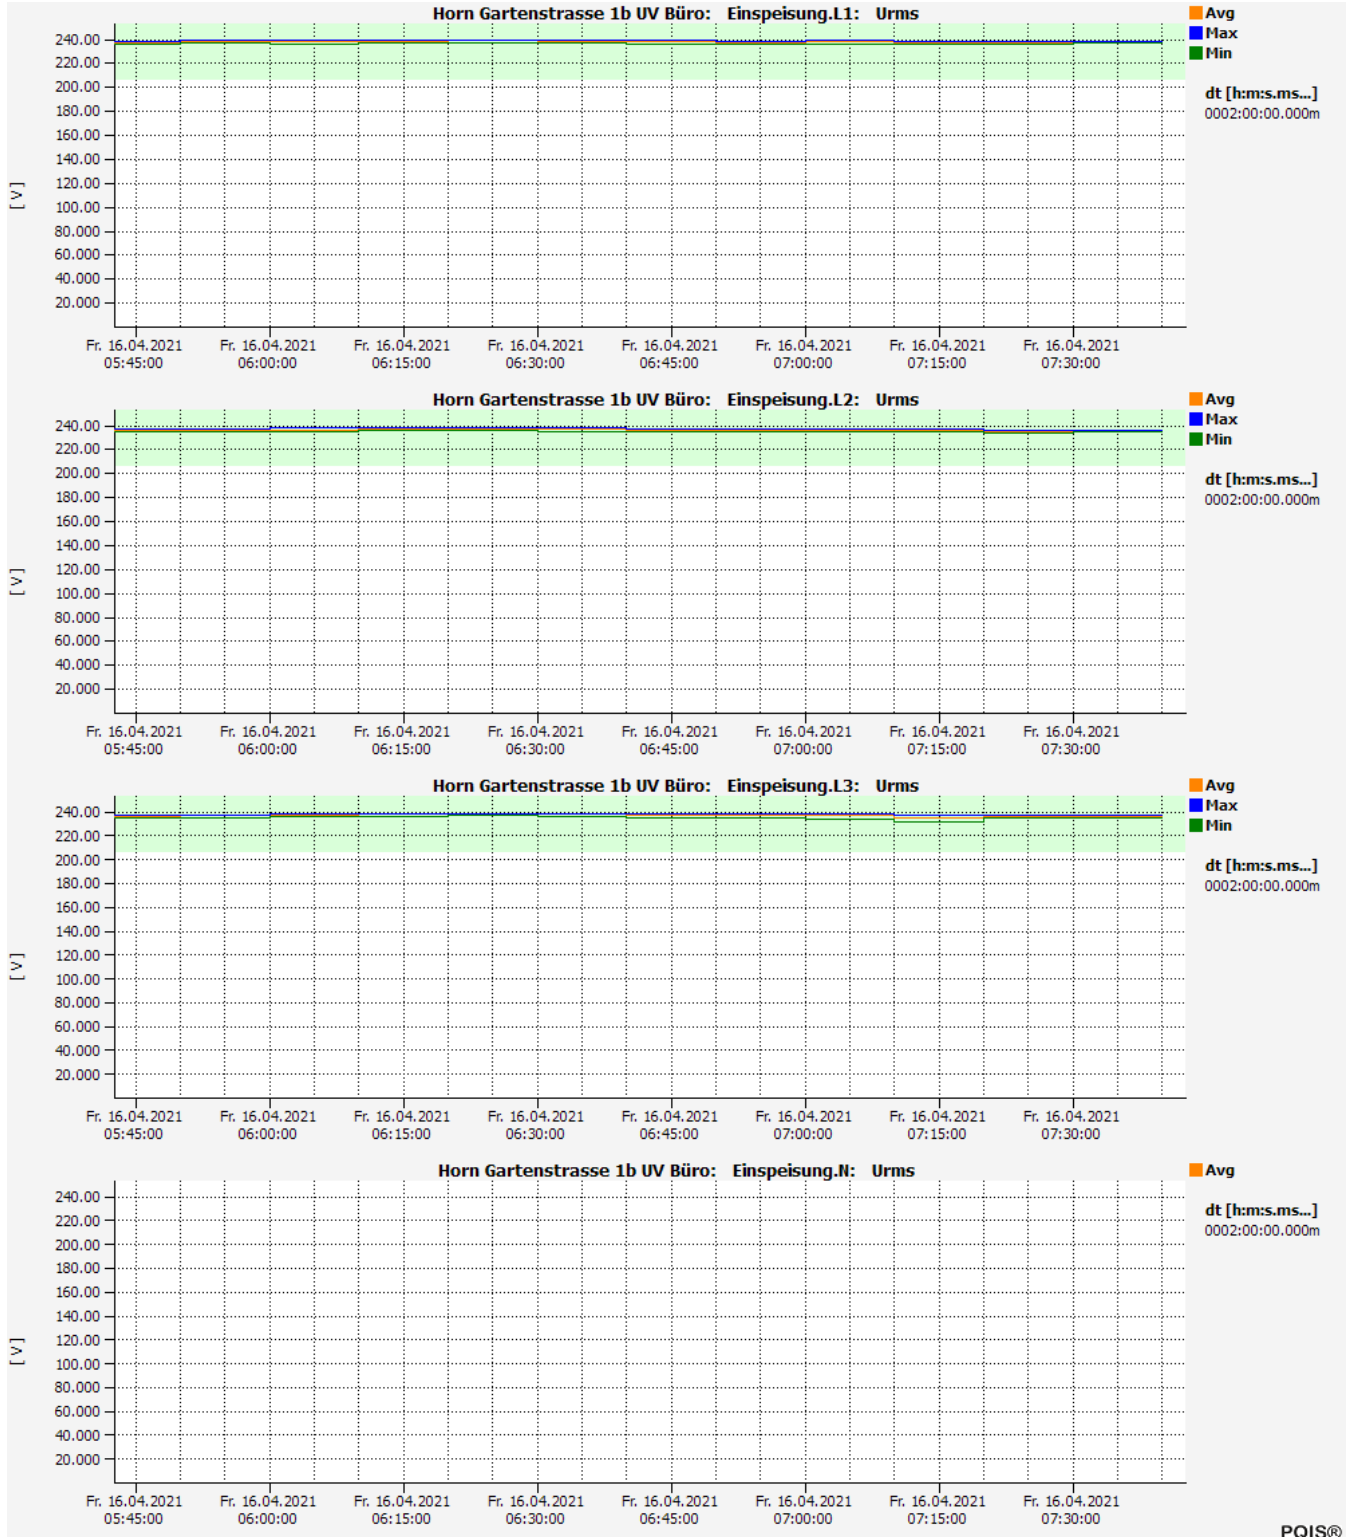 Horn Gartenstrasse 1b UV Büro: Einspeisung.L1: Urms
Avg
Max
Min
dt [h:m:s.ms...]
0002:00:00.000m
240.00
220.00
200.00
180.00
160.00
140.00
120.00
100.00
80.000
60.000
40.000
20.000
[ V ]
Fr. 16.04.2021 Fr. 16.04.2021 Fr. 16.04.2021 Fr. 16.04.2021 Fr. 16.04.2021 Fr. 16.04.2021 Fr. 16.04.2021 Fr. 16.04.2021
05:45:00 06:00:00 06:15:00 06:30:00 06:45:00 07:00:00 07:15:00 07:30:00
Horn Gartenstrasse 1b UV Büro: Einspeisung.L2: Urms
Avg
Max
Min
dt [h:m:s.ms...]
0002:00:00.000m
240.00
220.00
200.00
180.00
160.00
140.00
120.00
100.00
80.000
60.000
40.000
20.000
[ V ]
Fr. 16.04.2021 Fr. 16.04.2021 Fr. 16.04.2021 Fr. 16.04.2021 Fr. 16.04.2021 Fr. 16.04.2021 Fr. 16.04.2021 Fr. 16.04.2021
05:45:00 06:00:00 06:15:00 06:30:00 06:45:00 07:00:00 07:15:00 07:30:00
Horn Gartenstrasse 1b UV Büro: Einspeisung.L3: Urms
Avg
Max
Min
dt [h:m:s.ms...]
0002:00:00.000m
240.00
220.00
200.00
180.00
160.00
140.00
120.00
100.00
80.000
60.000
40.000
20.000
[ V ]
Fr. 16.04.2021 Fr. 16.04.2021 Fr. 16.04.2021 Fr. 16.04.2021 Fr. 16.04.2021 Fr. 16.04.2021 Fr. 16.04.2021 Fr. 16.04.2021
05:45:00 06:00:00 06:15:00 06:30:00 06:45:00 07:00:00 07:15:00 07:30:00
Horn Gartenstrasse 1b UV Büro: Einspeisung.N: Urms
Avg
dt [h:m:s.ms...]
0002:00:00.000m
240.00
220.00
200.00
180.00
160.00
140.00
120.00
100.00
80.000
60.000
40.000
20.000
[ V ]
Fr. 16.04.2021 Fr. 16.04.2021 Fr. 16.04.2021 Fr. 16.04.2021 Fr. 16.04.2021 Fr. 16.04.2021 Fr. 16.04.2021 Fr. 16.04.2021
05:45:00 06:00:00 06:15:00 06:30:00 06:45:00 07:00:00 07:15:00 07:30:00
PQIS®